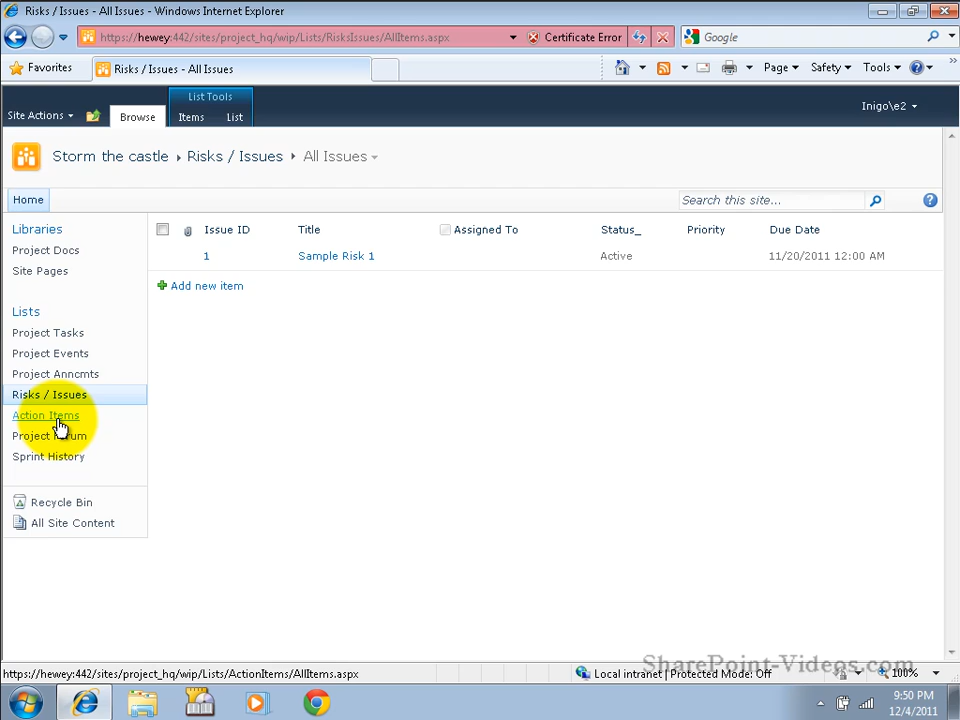 Risks / Issues - All Issues - Windows Internet Explorer
https://hewey:442/sites/project_hq/wip/Lists/RisksIssues/AllItems.aspx
Certificate Error
Google
Favorites
Risks / Issues - All Issues
Page
Safety
Tools
List Tools
Site Actions
Browse
Items
List
Inigo\e2
Storm the castle
Risks / Issues
All Issues
Home
Search this site...
Libraries
Issue ID
Title
Assigned To
Status_
Priority
Due Date
Project Docs
1
Sample Risk 1
Active
11/20/2011 12:00 AM
Site Pages
Add new item
Lists
Project Tasks
Project Events
Project Anncmts
Risks / Issues
Action Items
Project Forum
Sprint History
Recycle Bin
All Site Content
SharePoint-Videos.com
https://hewey:442/sites/project_hq/wip/Lists/ActionItems/AllItems.aspx
Local intranet | Protected Mode: Off
100%
9:50 PM
12/4/2011